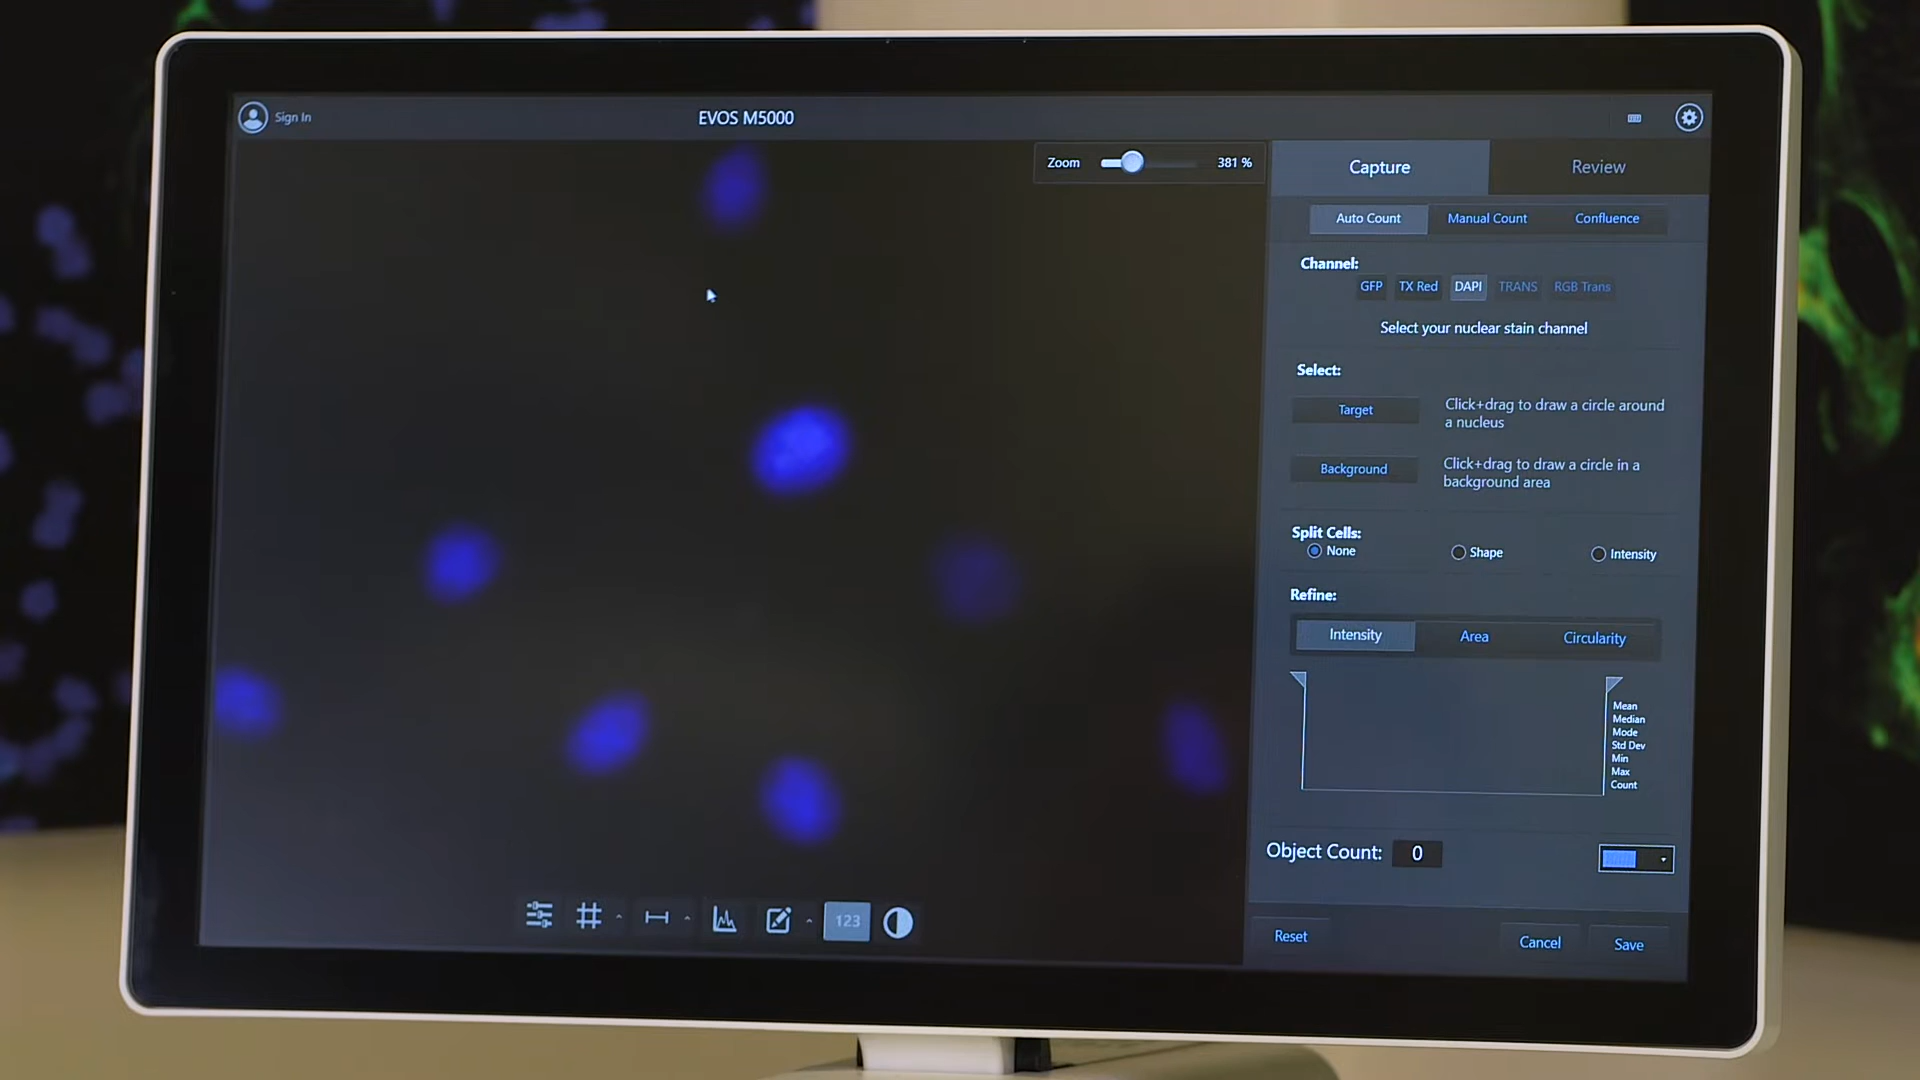 Sign In
EVOS M5000
Zoom
381 %
Capture
Review
Auto Count
Manual Count
Confluence
Channel:
GFP
TX Red
DAPI
TRANS
RGB Trans
Select your nuclear stain channel
Select:
Target
Click+drag to draw a circle around
a nucleus
Background
Click+drag to draw a circle in a
background area
Split Cells:
None
Shape
Intensity
Refine:
Intensity
Area
Circularity
Mean
Median
Mode
Std Dev
Min
Max
Count
Object Count:
0
123
Reset
Cancel
Save